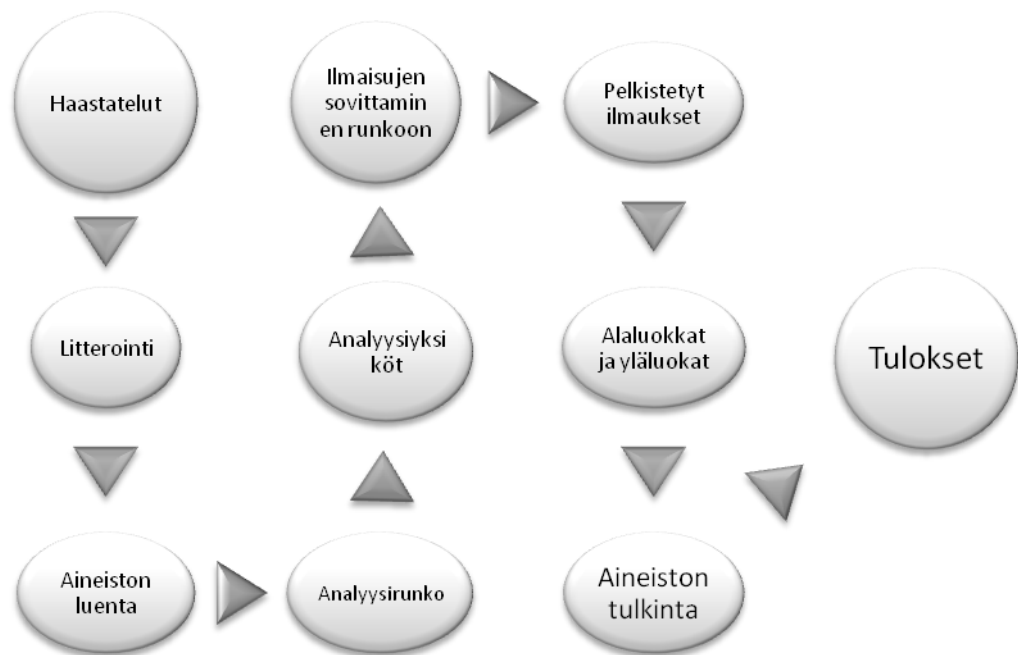 Haastatelut
Litterointi
Aineiston
luenta
Analyysirunko
Analyysiyksi
köt
Ilmaisujen
sovittamin
en runkoon
Pelkistetyt
ilmaukset
Alaluokkat
ja yläluokat
Aineiston
tulkinta
Tulokset